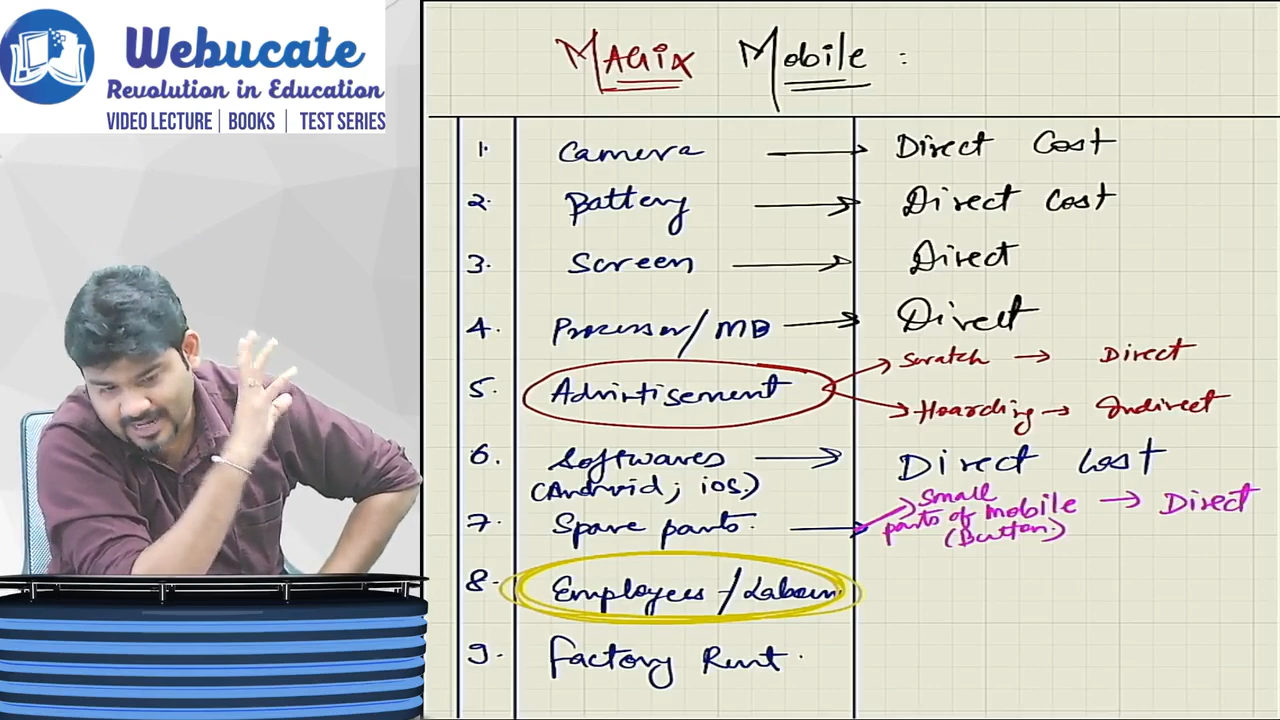 Webucate
Revolution in Education
VIDEO LECTURE | BOOKS | TEST SERIES
MAGIX Mobile :
1. Camera → Direct Cost
2. Battery → Direct Cost
3. Screen → Direct
4. Processor/MB → Direct
5. Advirtisement
Scratch → Direct
Hoarding → Indirect
6. Softwares → Direct Cost
(Android, ios.)
7. Spare parts. → Small
parts of Mobile → Direct
(Button.)
8. Employees/Labour
9. Factory Rent.